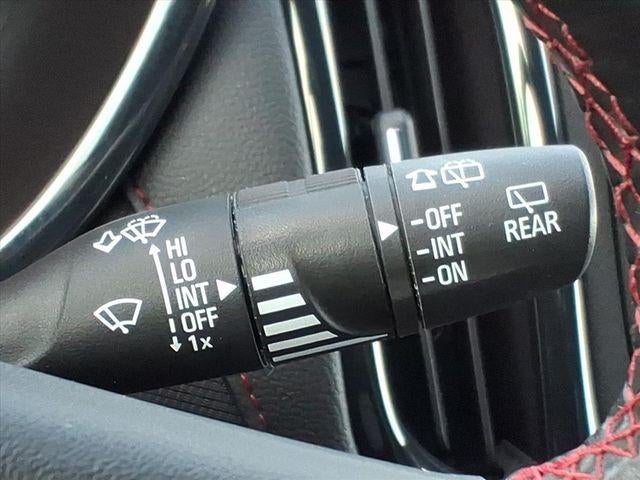 HI
LO
INT
OFF
1x
-OFF
-INT
-ON
REAR